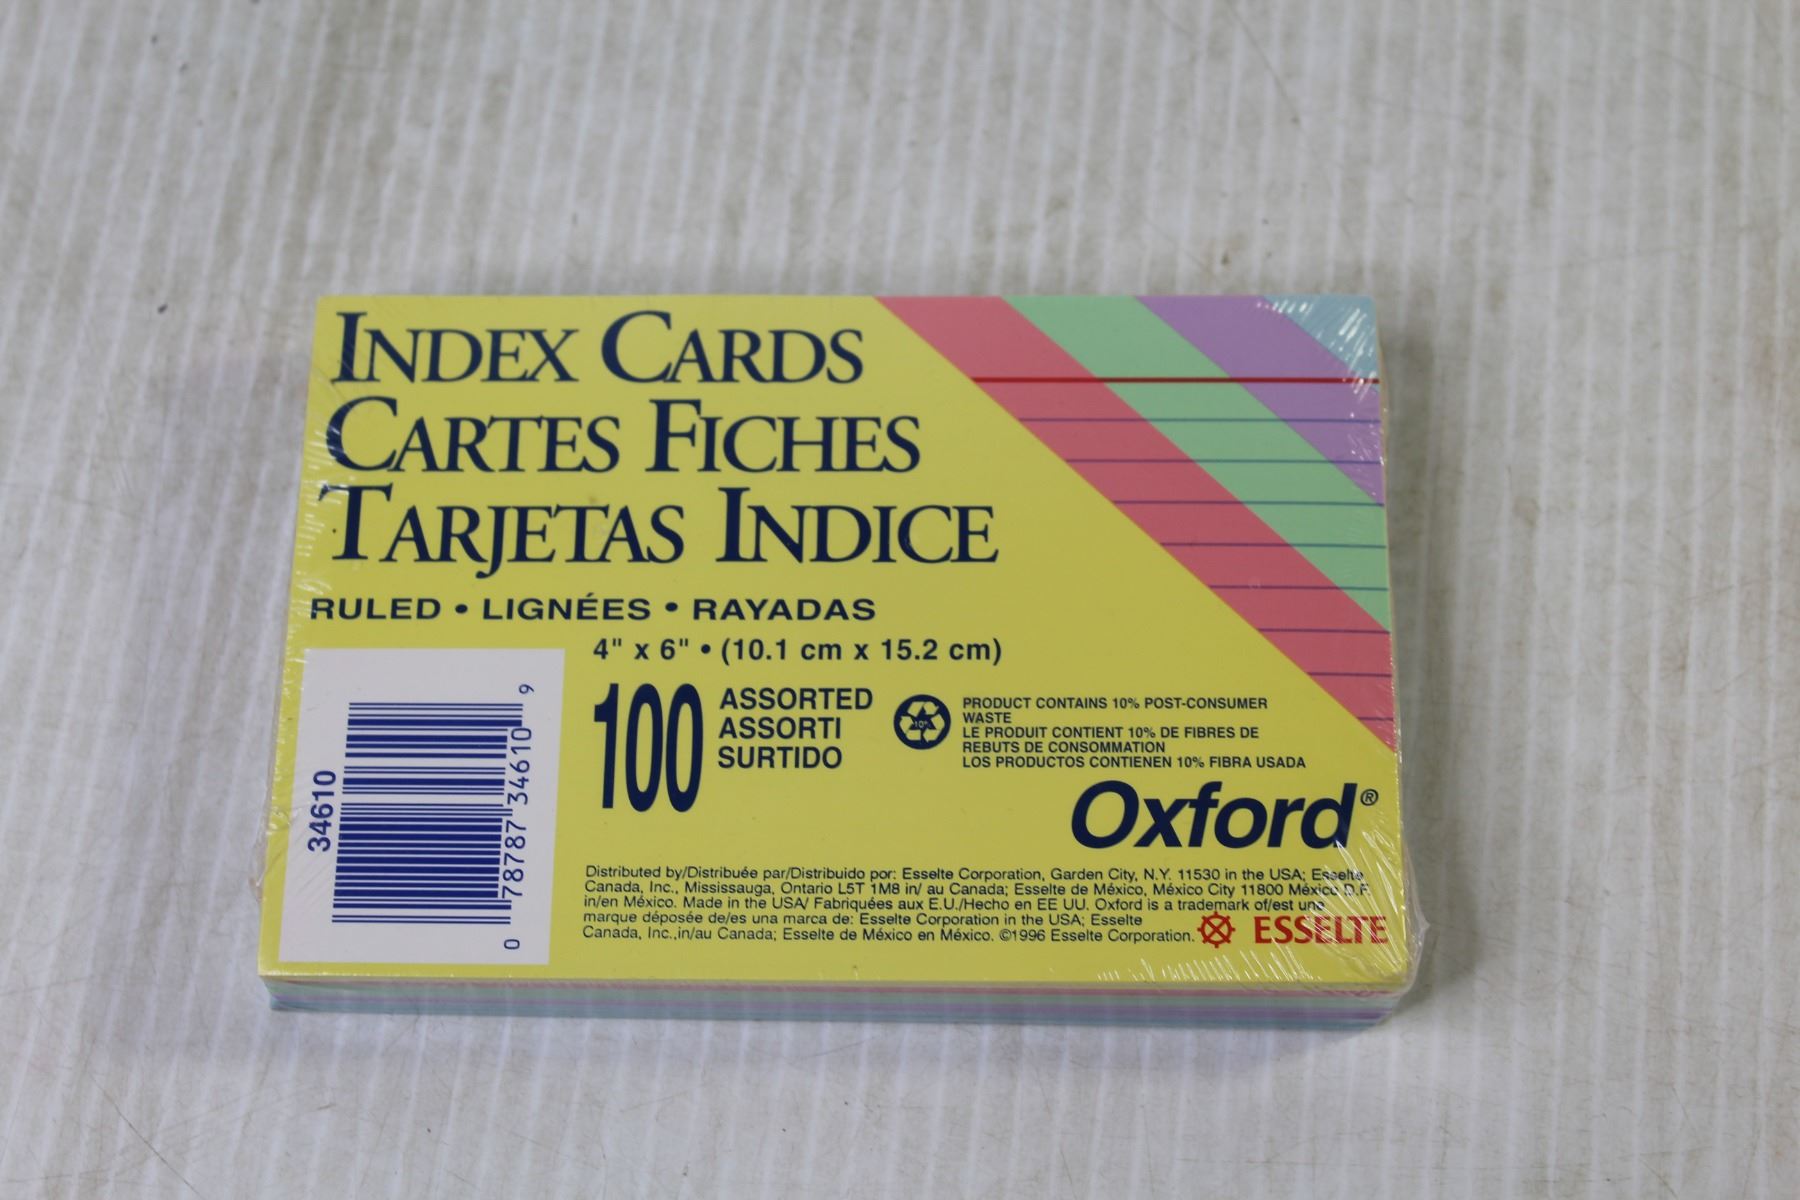 INDEX CARDS
CARTES FICHES
TARJETAS INDICE
RULED • LIGNÉES • RAYADAS
4" x 6" • (10.1 cm x 15.2 cm)
100
ASSORTED
ASSORTI
SURTIDO
10%
PRODUCT CONTAINS 10% POST-CONSUMER
WASTE
LE PRODUIT CONTIENT 10% DE FIBRES DE
REBUTS DE CONSOMMATION
LOS PRODUCTOS CONTIENEN 10% FIBRA USADA
Oxford®
34610
0 78787 34610 9
Distributed by/Distribuée par/Distribuido por: Esselte Corporation, Garden City, N.Y. 11530 in the USA; Esselte
Canada, Inc., Mississauga, Ontario L5T 1M8 in/ au Canada; Esselte de México, México City 11800 México D.F.
in/en México. Made in the USA/ Fabriquées aux E.U./Hecho en EE UU. Oxford is a trademark of/est une
marque déposée de/es una marca de: Esselte Corporation in the USA; Esselte
Canada, Inc.,in/au Canada; Esselte de México en México. ©1996 Esselte Corporation.
ESSELTE